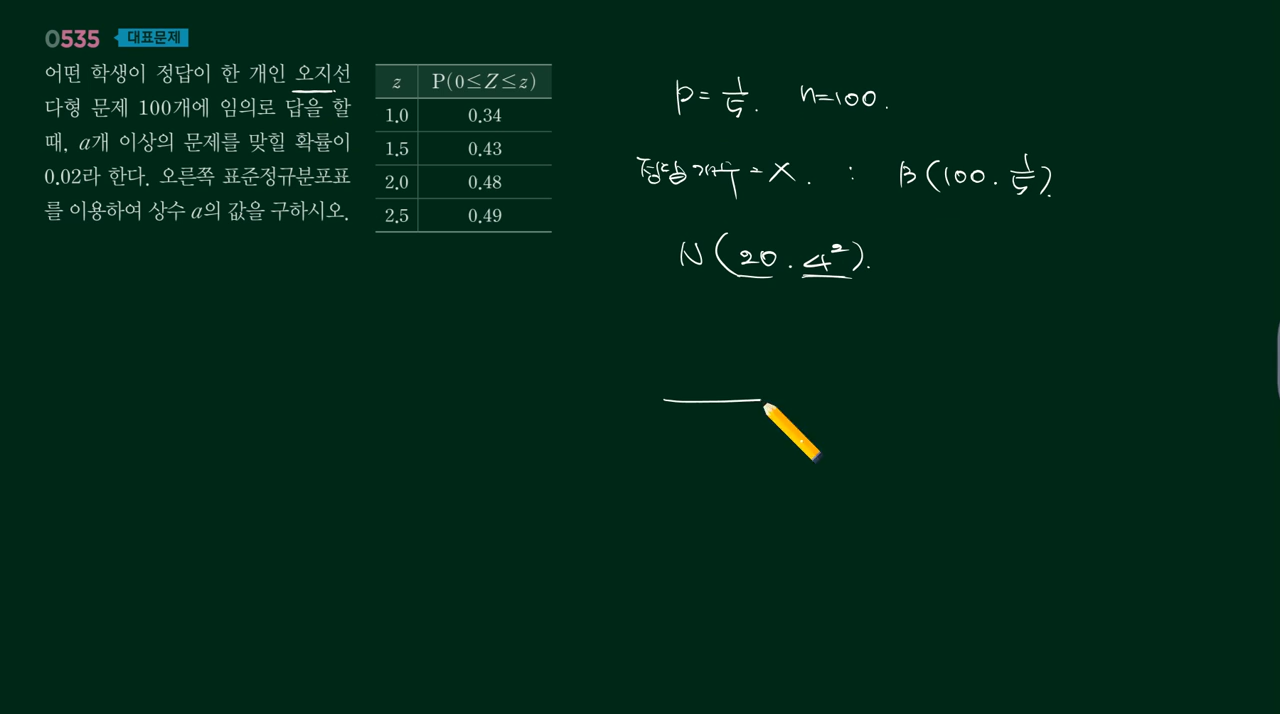 0535 대표문제
어떤 학생이 정답이 한 개인 오지선
다형 문제 100개에 임의로 답을 할
때, a개 이상의 문제를 맞힐 확률이
0.02라 한다. 오른쪽 표준정규분포표
를 이용하여 상수 a의 값을 구하시오.
z P(0≤Z≤z)
1.0 0.34
1.5 0.43
2.0 0.48
2.5 0.49
p=1/5. n=100.
정답개수=X. : B(100. 1/5).
N(20. 4²).